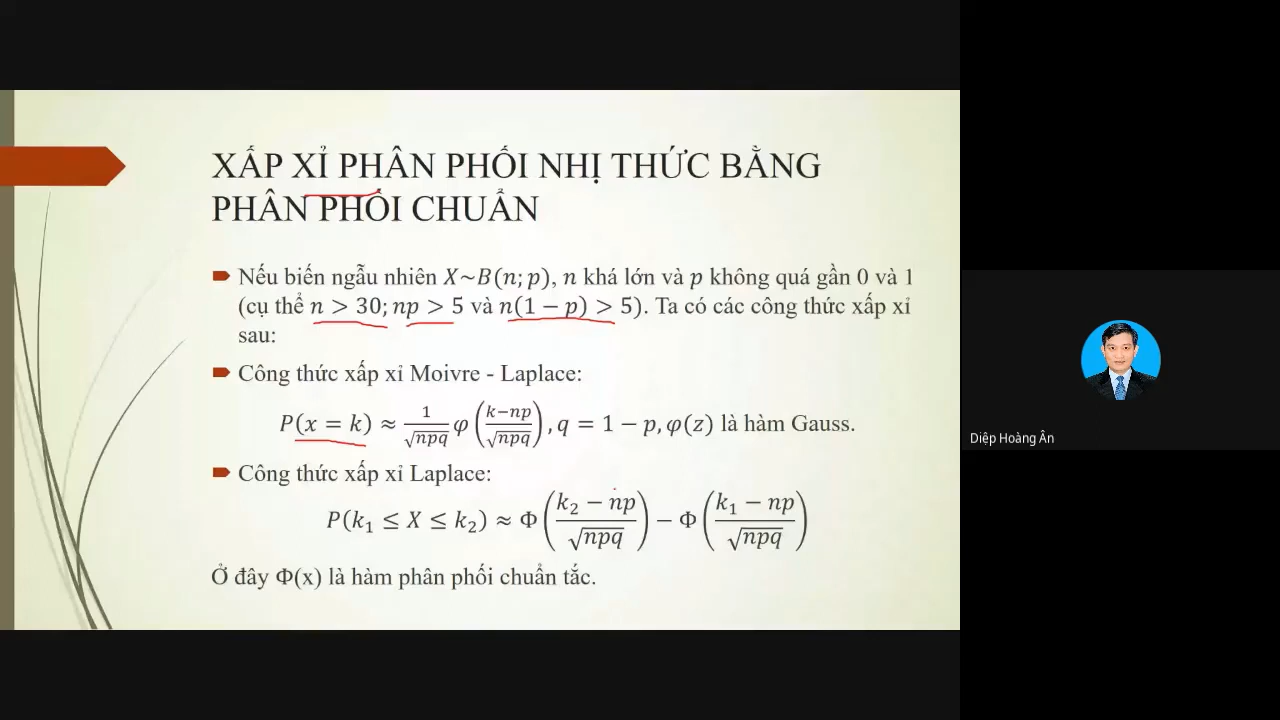 XẤP XỈ PHÂN PHỐI NHỊ THỨC BẰNG
PHÂN PHỐI CHUẨN
Nếu biến ngẫu nhiên X~B(n; p), n khá lớn và p không quá gần 0 và 1
(cụ thể n > 30; np > 5 và n(1 − p) > 5). Ta có các công thức xấp xỉ
sau:
Công thức xấp xỉ Moivre - Laplace:
P(x = k) ≈ 1/√npq φ((k−np)/√npq), q = 1 − p, φ(z) là hàm Gauss.
Công thức xấp xỉ Laplace:
P(k₁ ≤ X ≤ k₂) ≈ Φ((k₂ − np)/√npq) − Φ((k₁ − np)/√npq)
Ở đây Φ(x) là hàm phân phối chuẩn tắc.
Diệp Hoàng Ân